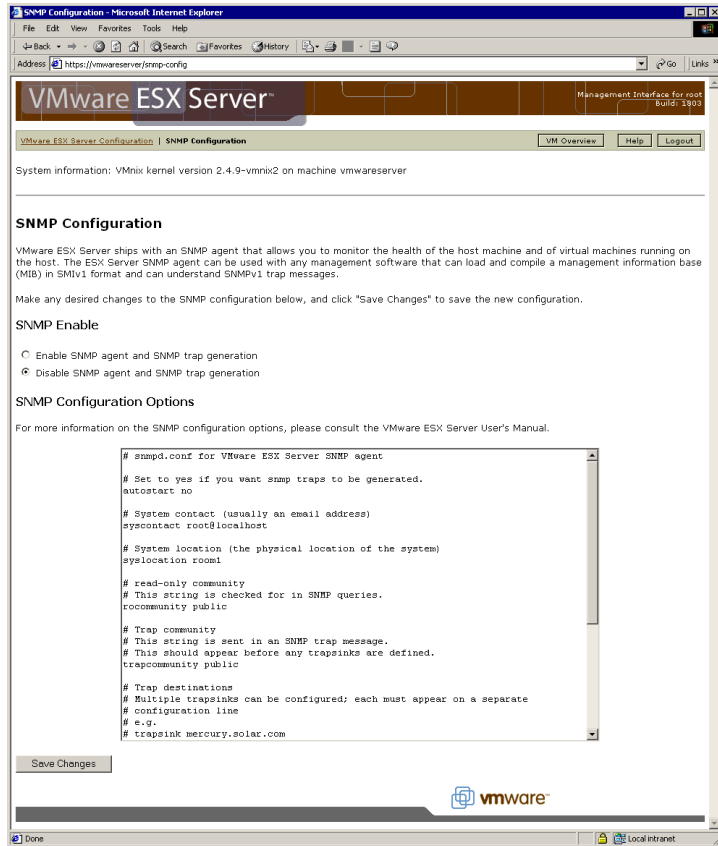 SNMP Configuration - Microsoft Internet Explorer
File Edit View Favorites Tools Help
Back Search Favorites History
Address https://vmwareserver/snmp-config Go Links »
VMware ESX Server™
Management Interface for root
Build: 1803
VMware ESX Server Configuration | SNMP Configuration VM Overview Help Logout
System information: VMnix kernel version 2.4.9-vmnix2 on machine vmwareserver
SNMP Configuration
VMware ESX Server ships with an SNMP agent that allows you to monitor the health of the host machine and of virtual machines running on
the host. The ESX Server SNMP agent can be used with any management software that can load and compile a management information base
(MIB) in SMIv1 format and can understand SNMPv1 trap messages.
Make any desired changes to the SNMP configuration below, and click "Save Changes" to save the new configuration.
SNMP Enable
Enable SNMP agent and SNMP trap generation
Disable SNMP agent and SNMP trap generation
SNMP Configuration Options
For more information on the SNMP configuration options, please consult the VMware ESX Server User's Manual.
# snmpd.conf for VMware ESX Server SNMP agent
# Set to yes if you want snmp traps to be generated.
autostart no
# System contact (usually an email address)
syscontact root@localhost
# System location (the physical location of the system)
syslocation room1
# read-only community
# This string is checked for in SNMP queries.
rocommunity public
# Trap community
# This string is sent in an SNMP trap message.
# This should appear before any trapsinks are defined.
trapcommunity public
# Trap destinations
# Multiple trapsinks can be configured; each must appear on a separate
# configuration line
# e.g.
# trapsink mercury.solar.com
Save Changes
vmware™
Done Local intranet